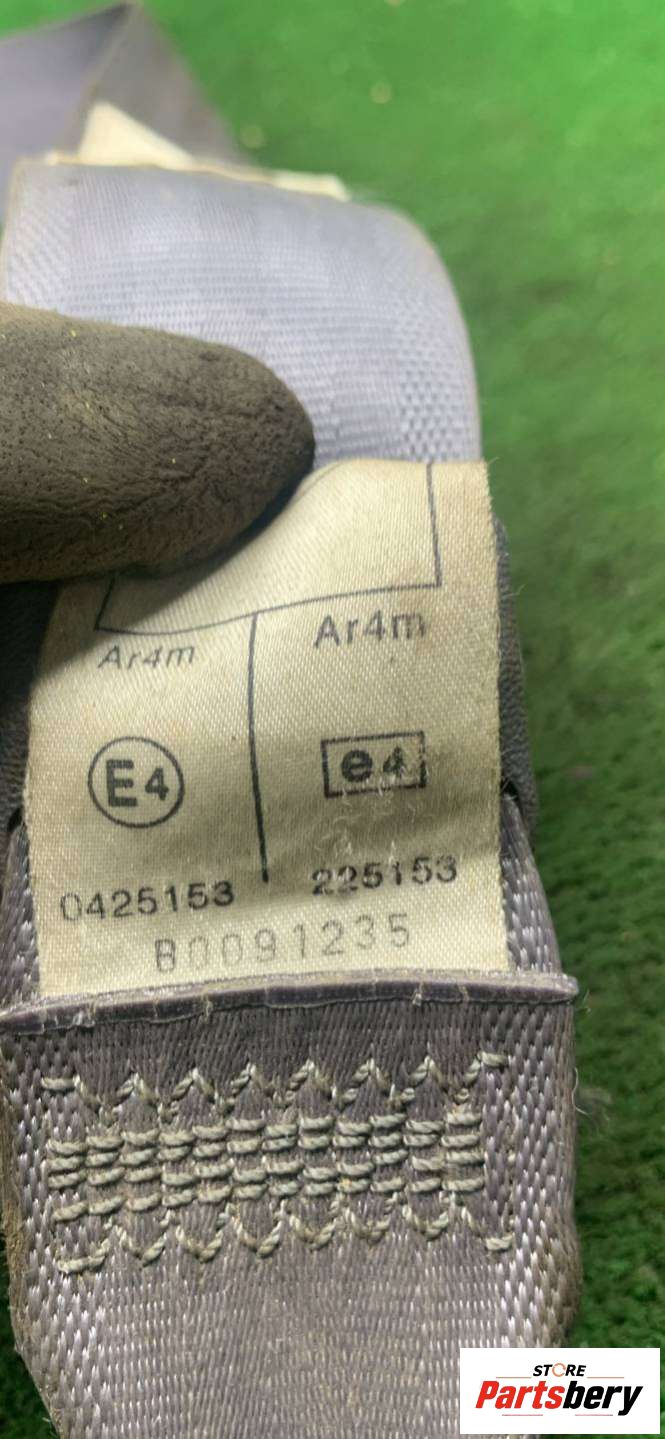 Ar4m Ar4m
E4 e4
0425153 225153
B0091235
STORE
Partsbery